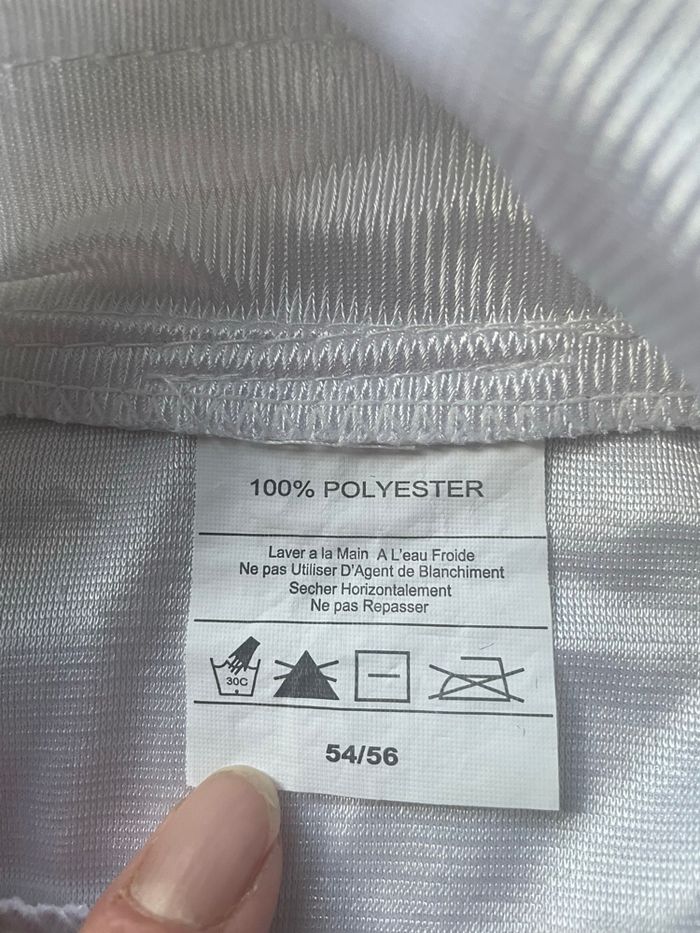 100% POLYESTER
Laver a la Main A L'eau Froide
Ne pas Utiliser D'Agent de Blanchiment
Secher Horizontalement
Ne pas Repasser
30C
54/56